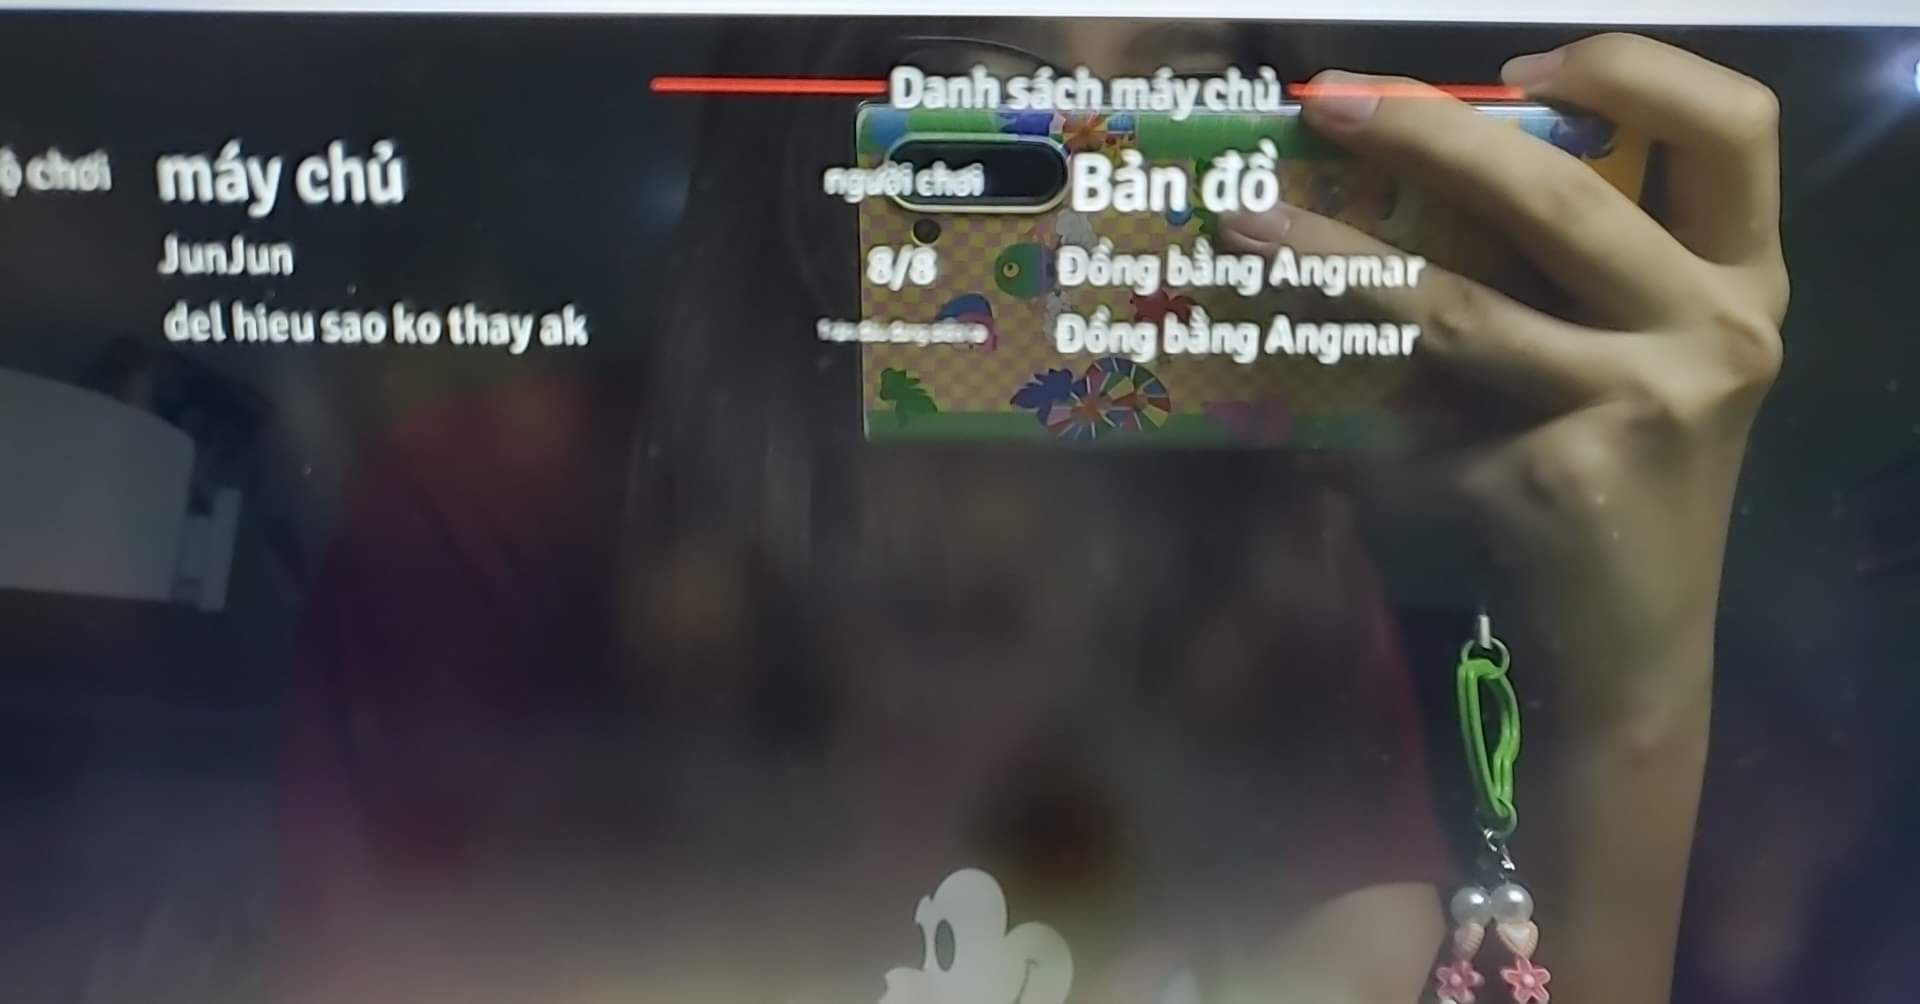 Danh sách máy chủ
chơi máy chủ người chơi Bản đồ
JunJun 8/8 Đồng bằng Angmar
del hieu sao ko thay ak Đồng bằng Angmar